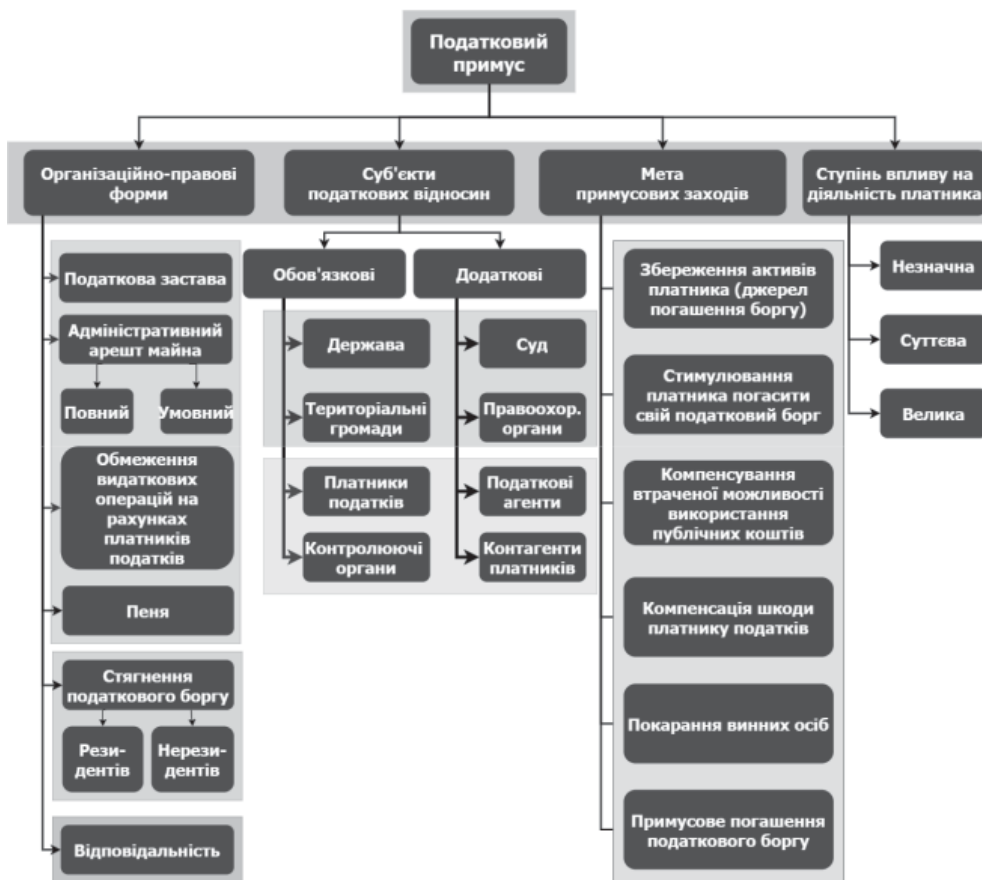 Податковий
примус
Організаційно-правові
форми
Суб'єкти
податкових відносин
Мета
примусових заходів
Ступінь впливу на
діяльність платника
Податкова застава
Адміністративний
арешт майна
Повний
Умовний
Обмеження
видаткових
операцій на
рахунках
платників
податків
Пеня
Стягнення
податкового боргу
Рези-
дентів
Нерези-
дентів
Відповідальність
Обов'язкові
Додаткові
Держава
Суд
Територіальні
громади
Правоохор.
органи
Платники
податків
Податкові
агенти
Контролюючі
органи
Контагенти
платників
Збереження активів
платника (джерел
погашення боргу)
Стимулювання
платника погасити
свій податковий борг
Компенсування
втраченої можливості
використання
публічних коштів
Компенсація шкоди
платнику податків
Покарання винних осіб
Примусове погашення
податкового боргу
Незначна
Суттєва
Велика